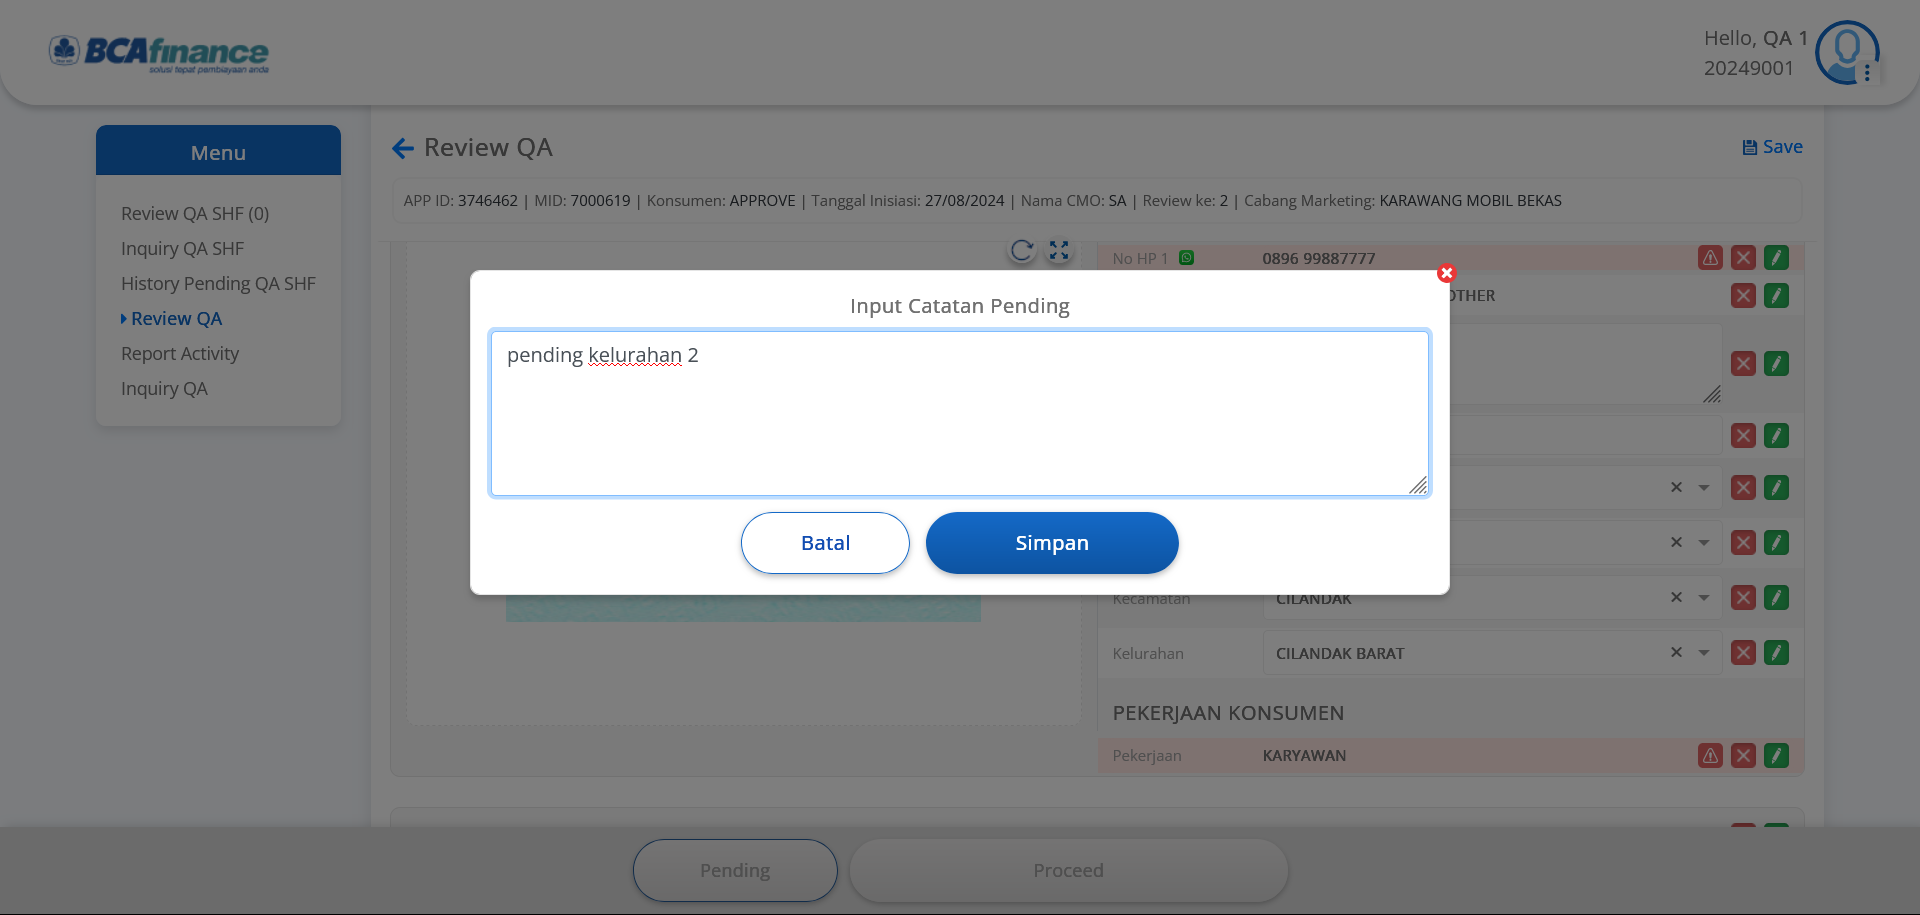 BCAfinance
solusi tepat pembiayaan anda
Hello, QA 1
20249001
Menu
Review QA SHF (0)
Inquiry QA SHF
History Pending QA SHF
Review QA
Report Activity
Inquiry QA
Review QA
Save
APP ID: 3746462 | MID: 7000619 | Konsumen: APPROVE | Tanggal Inisiasi: 27/08/2024 | Nama CMO: SA | Review ke: 2 | Cabang Marketing: KARAWANG MOBIL BEKAS
No HP 1 0896 99887777
OTHER
Input Catatan Pending
pending kelurahan 2
Batal
Simpan
Kecamatan CILANDAK
Kelurahan CILANDAK BARAT
PEKERJAAN KONSUMEN
Pekerjaan KARYAWAN
Pending
Proceed